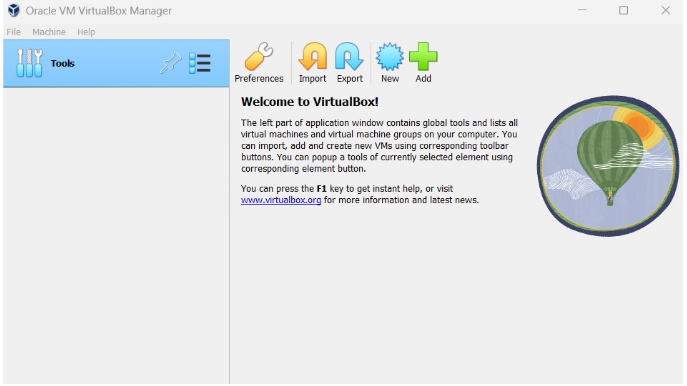 Oracle VM VirtualBox Manager
File Machine Help
Tools
Preferences Import Export New Add
Welcome to VirtualBox!
The left part of application window contains global tools and lists all
virtual machines and virtual machine groups on your computer. You
can import, add and create new VMs using corresponding toolbar
buttons. You can popup a tools of currently selected element using
corresponding element button.
You can press the F1 key to get instant help, or visit
www.virtualbox.org for more information and latest news.